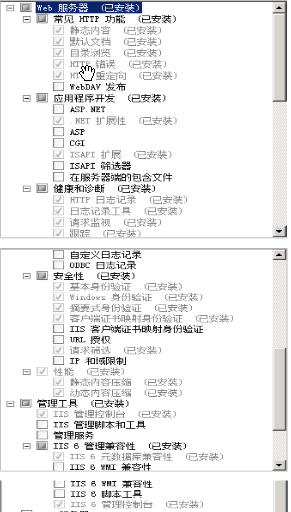 Web 服务器 (已安装)
常见 HTTP 功能 (已安装)
静态内容 (已安装)
默认文档 (已安装)
目录浏览 (已安装)
HTTP 错误 (已安装)
重定向 (已安装)
WebDAV 发布
应用程序开发 (已安装)
ASP.NET
.NET 扩展性 (已安装)
ASP
CGI
ISAPI 扩展 (已安装)
ISAPI 筛选器
在服务器端的包含文件
健康和诊断 (已安装)
HTTP 日志记录 (已安装)
日志记录工具 (已安装)
请求监视 (已安装)
跟踪 (已安装)
自定义日志记录
ODBC 日志记录
安全性 (已安装)
基本身份验证 (已安装)
Windows 身份验证 (已安装)
摘要式身份验证 (已安装)
客户端证书映射身份验证 (已安装)
IIS 客户端证书映射身份验证
URL 授权
请求筛选 (已安装)
IP 和域限制
性能 (已安装)
静态内容压缩 (已安装)
动态内容压缩 (已安装)
管理工具 (已安装)
IIS 管理控制台 (已安装)
IIS 管理脚本和工具
管理服务
IIS 6 管理兼容性 (已安装)
IIS 6 元数据库兼容性 (已安装)
IIS 6 WMI 兼容性
IIS 6 WMI 兼容性
IIS 6 脚本工具
IIS 6 管理控制台 (已安装)